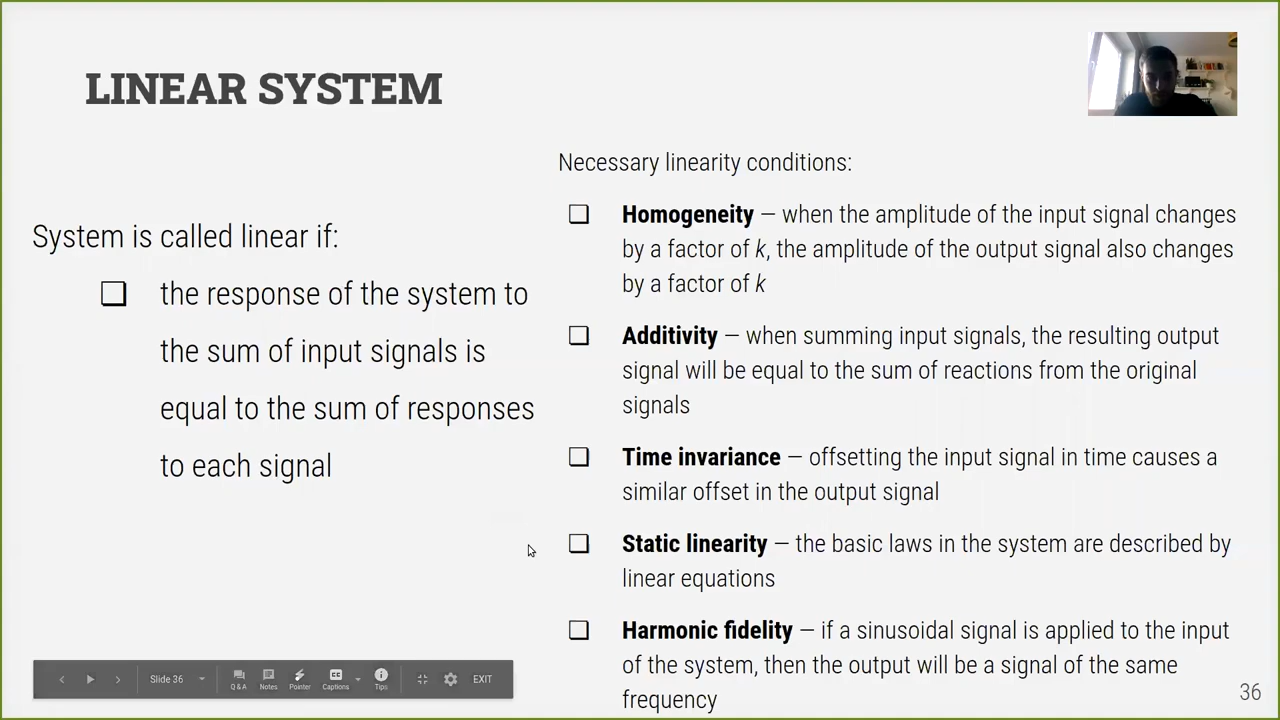 LINEAR SYSTEM
System is called linear if:
❏ the response of the system to
the sum of input signals is
equal to the sum of responses
to each signal
Necessary linearity conditions:
❏ Homogeneity — when the amplitude of the input signal changes
by a factor of k, the amplitude of the output signal also changes
by a factor of k
❏ Additivity — when summing input signals, the resulting output
signal will be equal to the sum of reactions from the original
signals
❏ Time invariance — offsetting the input signal in time causes a
similar offset in the output signal
❏ Static linearity — the basic laws in the system are described by
linear equations
❏ Harmonic fidelity — if a sinusoidal signal is applied to the input
of the system, then the output will be a signal of the same
frequency
Slide 36
Q & A
Notes
Pointer
CC
Captions
Tips
EXIT
36